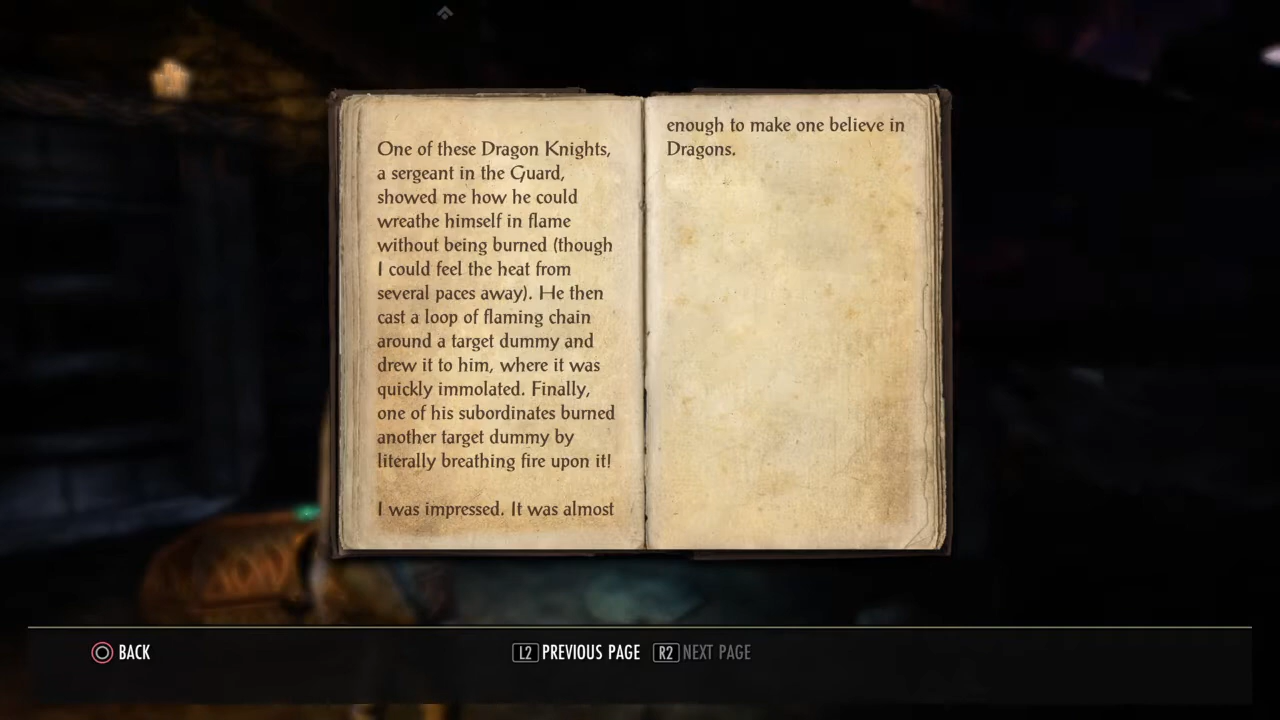 One of these Dragon Knights,
a sergeant in the Guard,
showed me how he could
wreathe himself in flame
without being burned (though
I could feel the heat from
several paces away). He then
cast a loop of flaming chain
around a target dummy and
drew it to him, where it was
quickly immolated. Finally,
one of his subordinates burned
another target dummy by
literally breathing fire upon it!
I was impressed. It was almost
enough to make one believe in
Dragons.
BACK
L2 PREVIOUS PAGE R2 NEXT PAGE